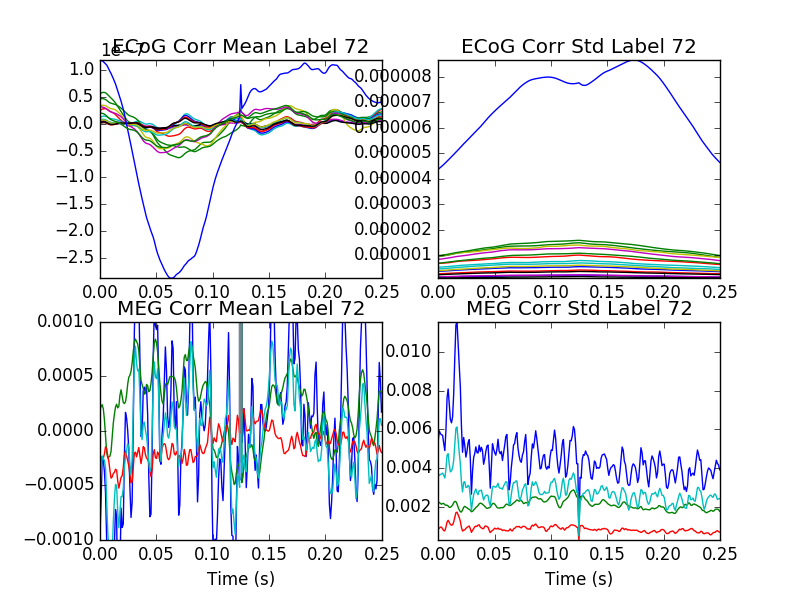 ECoG Corr Mean Label 72
1e−7
1.0
0.5
0.0
−0.5
−1.0
−1.5
−2.0
−2.5
0.00 0.05 0.10 0.15 0.20 0.25
ECoG Corr Std Label 72
0.000008
0.000007
0.000006
0.000005
0.000004
0.000003
0.000002
0.000001
0.00 0.05 0.10 0.15 0.20 0.25
MEG Corr Mean Label 72
0.0010
0.0005
0.0000
−0.0005
−0.0010
0.00 0.05 0.10 0.15 0.20 0.25
Time (s)
MEG Corr Std Label 72
0.010
0.008
0.006
0.004
0.002
0.00 0.05 0.10 0.15 0.20 0.25
Time (s)